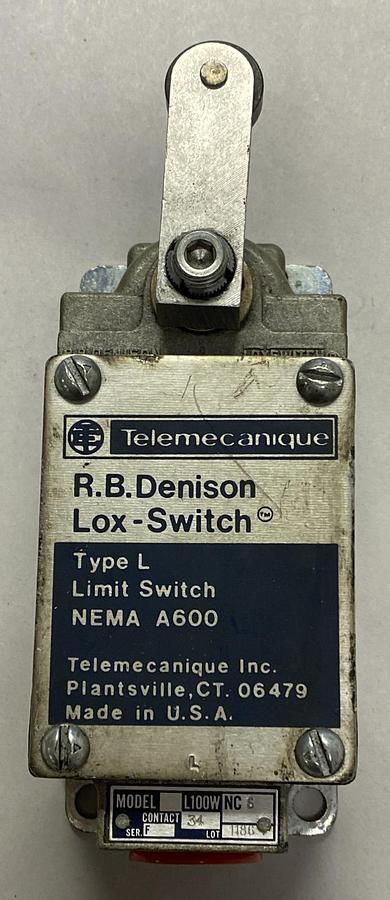 Telemecanique
R.B.Denison
Lox-Switch™
Type L
Limit Switch
NEMA A600
Telemecanique Inc.
Plantsville,CT. 06479
Made in U.S.A.
L
MODEL L100W NC 6
CONTACT 34
SER. F LOT 1186